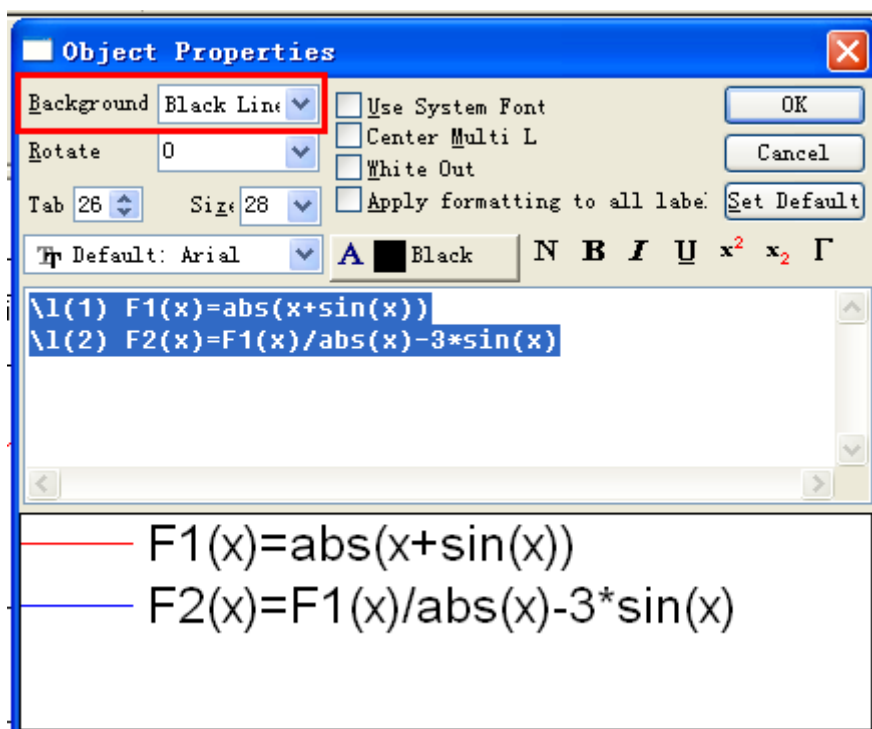 Object Properties
Background Black Line
Use System Font
OK
Rotate 0
Center Multi L
White Out
Cancel
Tab 26 Size 28
Apply formatting to all label
Set Default
Default: Arial
A Black N B I U x² x₂ Γ
\l(1) F1(x)=abs(x+sin(x))
\l(2) F2(x)=F1(x)/abs(x)-3*sin(x)
F1(x)=abs(x+sin(x))
F2(x)=F1(x)/abs(x)-3*sin(x)